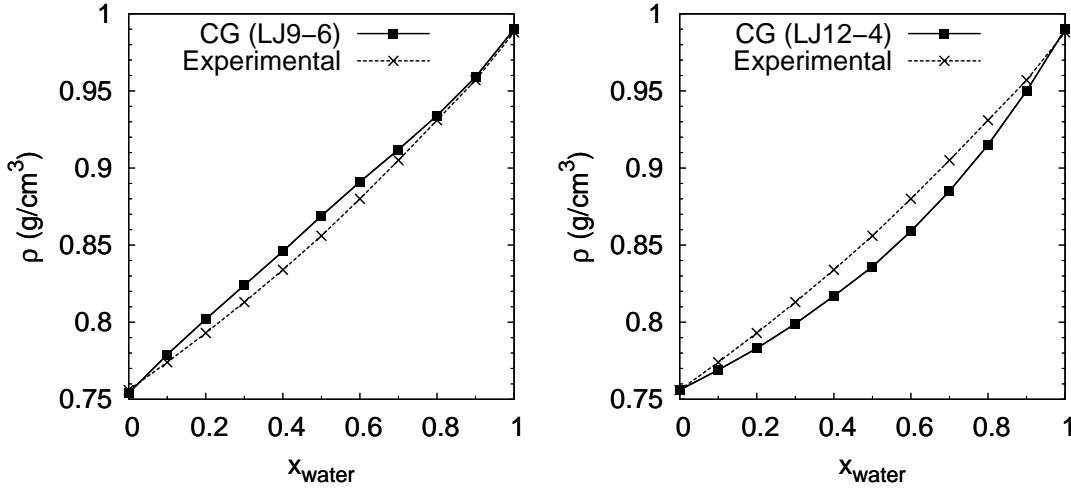 1
0.95
0.9
0.85
0.8
0.75
ρ (g/cm³)
CG (LJ9−6)
Experimental
0 0.2 0.4 0.6 0.8 1
x_water
1
0.95
0.9
0.85
0.8
0.75
ρ (g/cm³)
CG (LJ12−4)
Experimental
0 0.2 0.4 0.6 0.8 1
x_water